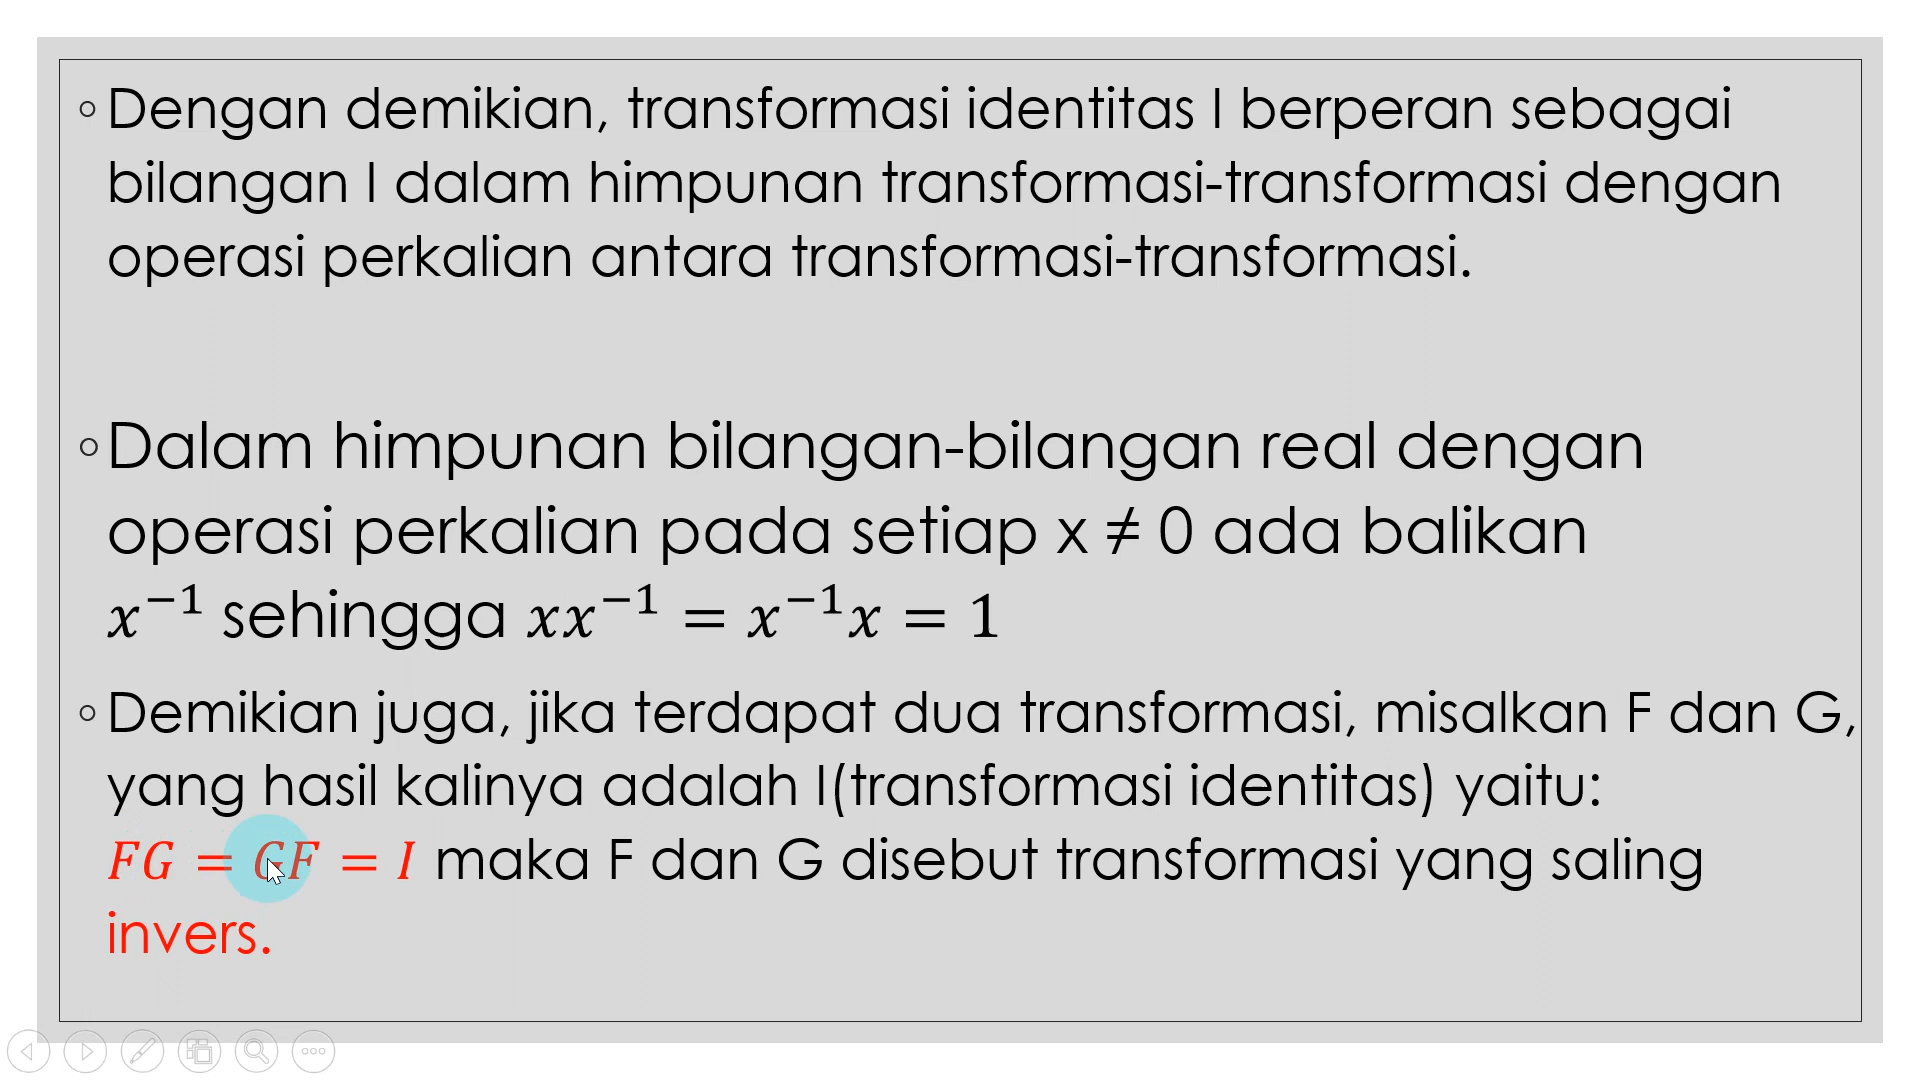 ◦Dengan demikian, transformasi identitas I berperan sebagai
bilangan I dalam himpunan transformasi-transformasi dengan
operasi perkalian antara transformasi-transformasi.
◦Dalam himpunan bilangan-bilangan real dengan
operasi perkalian pada setiap x ≠ 0 ada balikan
x⁻¹ sehingga xx⁻¹ = x⁻¹x = 1
◦Demikian juga, jika terdapat dua transformasi, misalkan F dan G,
yang hasil kalinya adalah I(transformasi identitas) yaitu:
FG = GF = I maka F dan G disebut transformasi yang saling
invers.